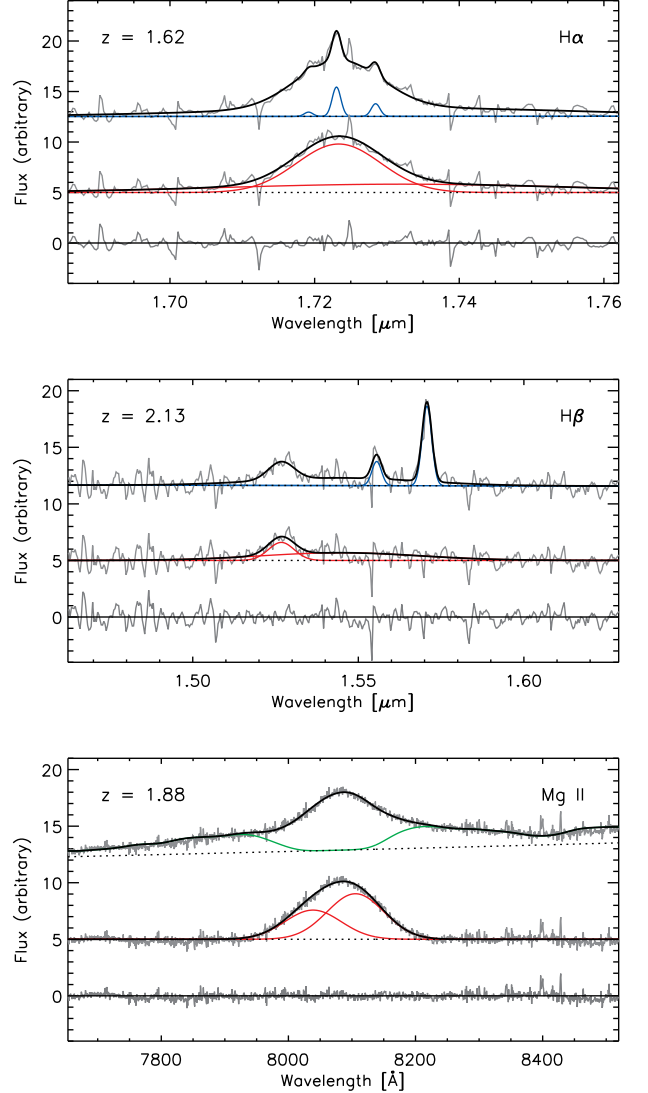 z = 1.62
Hα
20
15
10
5
0
Flux (arbitrary)
1.70 1.72 1.74 1.76
Wavelength [μm]
z = 2.13
Hβ
20
15
10
5
0
Flux (arbitrary)
1.50 1.55 1.60
Wavelength [μm]
z = 1.88
Mg II
20
15
10
5
0
Flux (arbitrary)
7800 8000 8200 8400
Wavelength [Å]